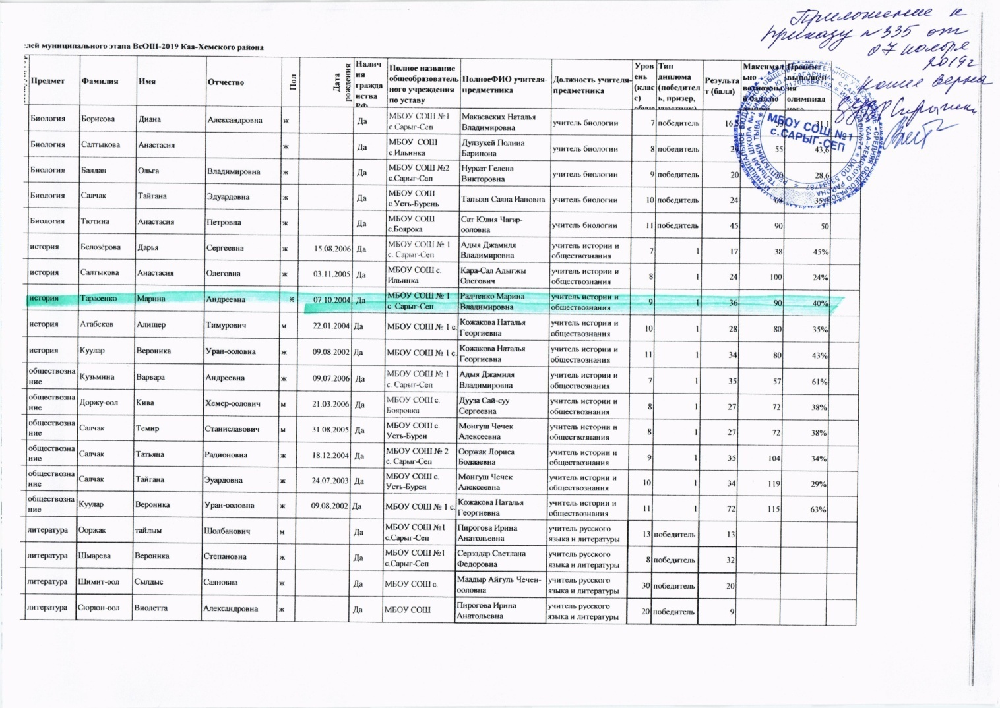 Приложение к
приказу № 335 от
07 ноября
2019г
копия верна
лей муниципального этапа ВсОШ-2019 Каа-Хемского района
Предмет Фамилия Имя Отчество Пол Дата рождения Наличия гражданства РФ Полное название общеобразовательного учреждения по уставу ПолноеФИО учителя-предметника Должность учителя-предметника Уровень (класс) Тип диплома (победитель, призер, участник) Результат (балл) Максимально возможный балл по Процент выполнения олимпиад
МБОУ СОШ №1
с.САРЫГ-СЕП
Биология Борисова Диана Александровна ж Да МБОУ СОШ №1 с.Сарыг-Сеп Макаевских Наталья Владимировна учитель биологии 7 победитель 31,1
Биология Салтыкова Анастасия ж Да МБОУ СОШ с Ильинка Дулзукей Полина Баринона учитель биологии 8 победитель 24 55 43,6
Биология Балдан Ольга Владимировна ж Да МБОУ СОШ №2 с.Сарыг-Сеп Нурсат Гелена Викторовна учитель биологии 9 победитель 20 28,6
Биология Салчак Тайгана Эдуардовна ж Да МБОУ СОШ с.Усть-Бурень Тапыян Саяна Иановна учитель биологии 10 победитель 24 68
Биология Тютина Анастасия Петровна ж Да МБОУ СОШ с.Боярока Сат Юлия Чагар-ооловна учитель биологии 11 победитель 45 90 50
история Белозёрова Дарья Сергеевна ж 15.08.2006 Да МБОУ СОШ № 1 с. Сарыг-Сеп Адыя Джамиля Владимировна учитель истории и обществознания 7 1 17 38 45%
история Салтыкова Анастасия Олеговна ж 03.11.2005 Да МБОУ СОШ с. Ильинка Кара-Сал Адыгжы Олегович учитель истории и обществознания 8 1 24 100 24%
история Тарасенко Марина Андреевна ж 07.10.2004 Да МБОУ СОШ № 1 с. Сарыг-Сеп Радченко Марина Владимировна учитель истории и обществознания 9 1 36 90 40%
история Атабеков Алишер Тимурович м 22.01.2004 Да МБОУ СОШ № 1 с. Кожакова Наталья Георгиевна учитель истории и обществознания 10 1 28 80 35%
история Куулар Вероника Уран-ооловна ж 09.08.2002 Да МБОУ СОШ № 1 с. Кожакова Наталья Георгиевна учитель истории и обществознания 11 1 34 80 43%
обществознание Кузьмина Варвара Андреевна ж 09.07.2006 Да МБОУ СОШ № 1 с. Сарыг-Сеп Адыя Джамиля Владимировна учитель истории и обществознания 7 1 35 57 61%
обществознание Доржу-оол Кива Хемер-оолович м 21.03.2006 Да МБОУ СОШ с. Бояровка Дууза Сай-суу Сергеевна учитель истории и обществознания 8 1 27 72 38%
обществознание Салчак Темир Станиславович м 31 08.2005 Да МБОУ СОШ с. Усть-Бурен Монгуш Чечек Алексеевна учитель истории и обществознания 8 1 27 72 38%
обществознание Салчак Татьяна Радионовна ж 18.12.2004 Да МБОУ СОШ № 2 с. Сарыг-Сеп Ооржак Лориса Бодааевна учитель истории и обществознания 9 1 35 104 34%
обществознание Салчак Тайгана Эуардовна ж 24.07.2003 Да МБОУ СОШ с. Усть-Бурен Монгуш Чечек Алексеевна учитель истории и обществознания 10 1 34 119 29%
обществознание Куулар Вероника Уран-ооловна ж 09.08.2002 Да МБОУ СОШ № 1 с. Кожакова Наталья Георгиевна учитель истории и обществознания 11 1 72 115 63%
литература Ооржак тайлым Шолбанович м Да МБОУ СОШ №1 с.Сарыг-Сеп Пирогова Ирина Анатольевна учитель русского языка и литературы 13 победитель 13
литература Шмарева Вероника Степановна ж Да МБОУ СОШ №1 с.Сарыг-Сеп Серээдар Светлана Федоровна учитель русского языка и литературы 8 победитель 32
литература Шимит-оол Сылдыс Саяновна ж Да МБОУ СОШ с. Маадыр Айгуль Чечен-ооловна учитель русского языка и литературы 30 победитель 20
литература Сюрюн-оол Виолетта Александровна ж Да МБОУ СОШ Пирогова Ирина Анатольевна учитель русского языка и литературы 20 победитель 9